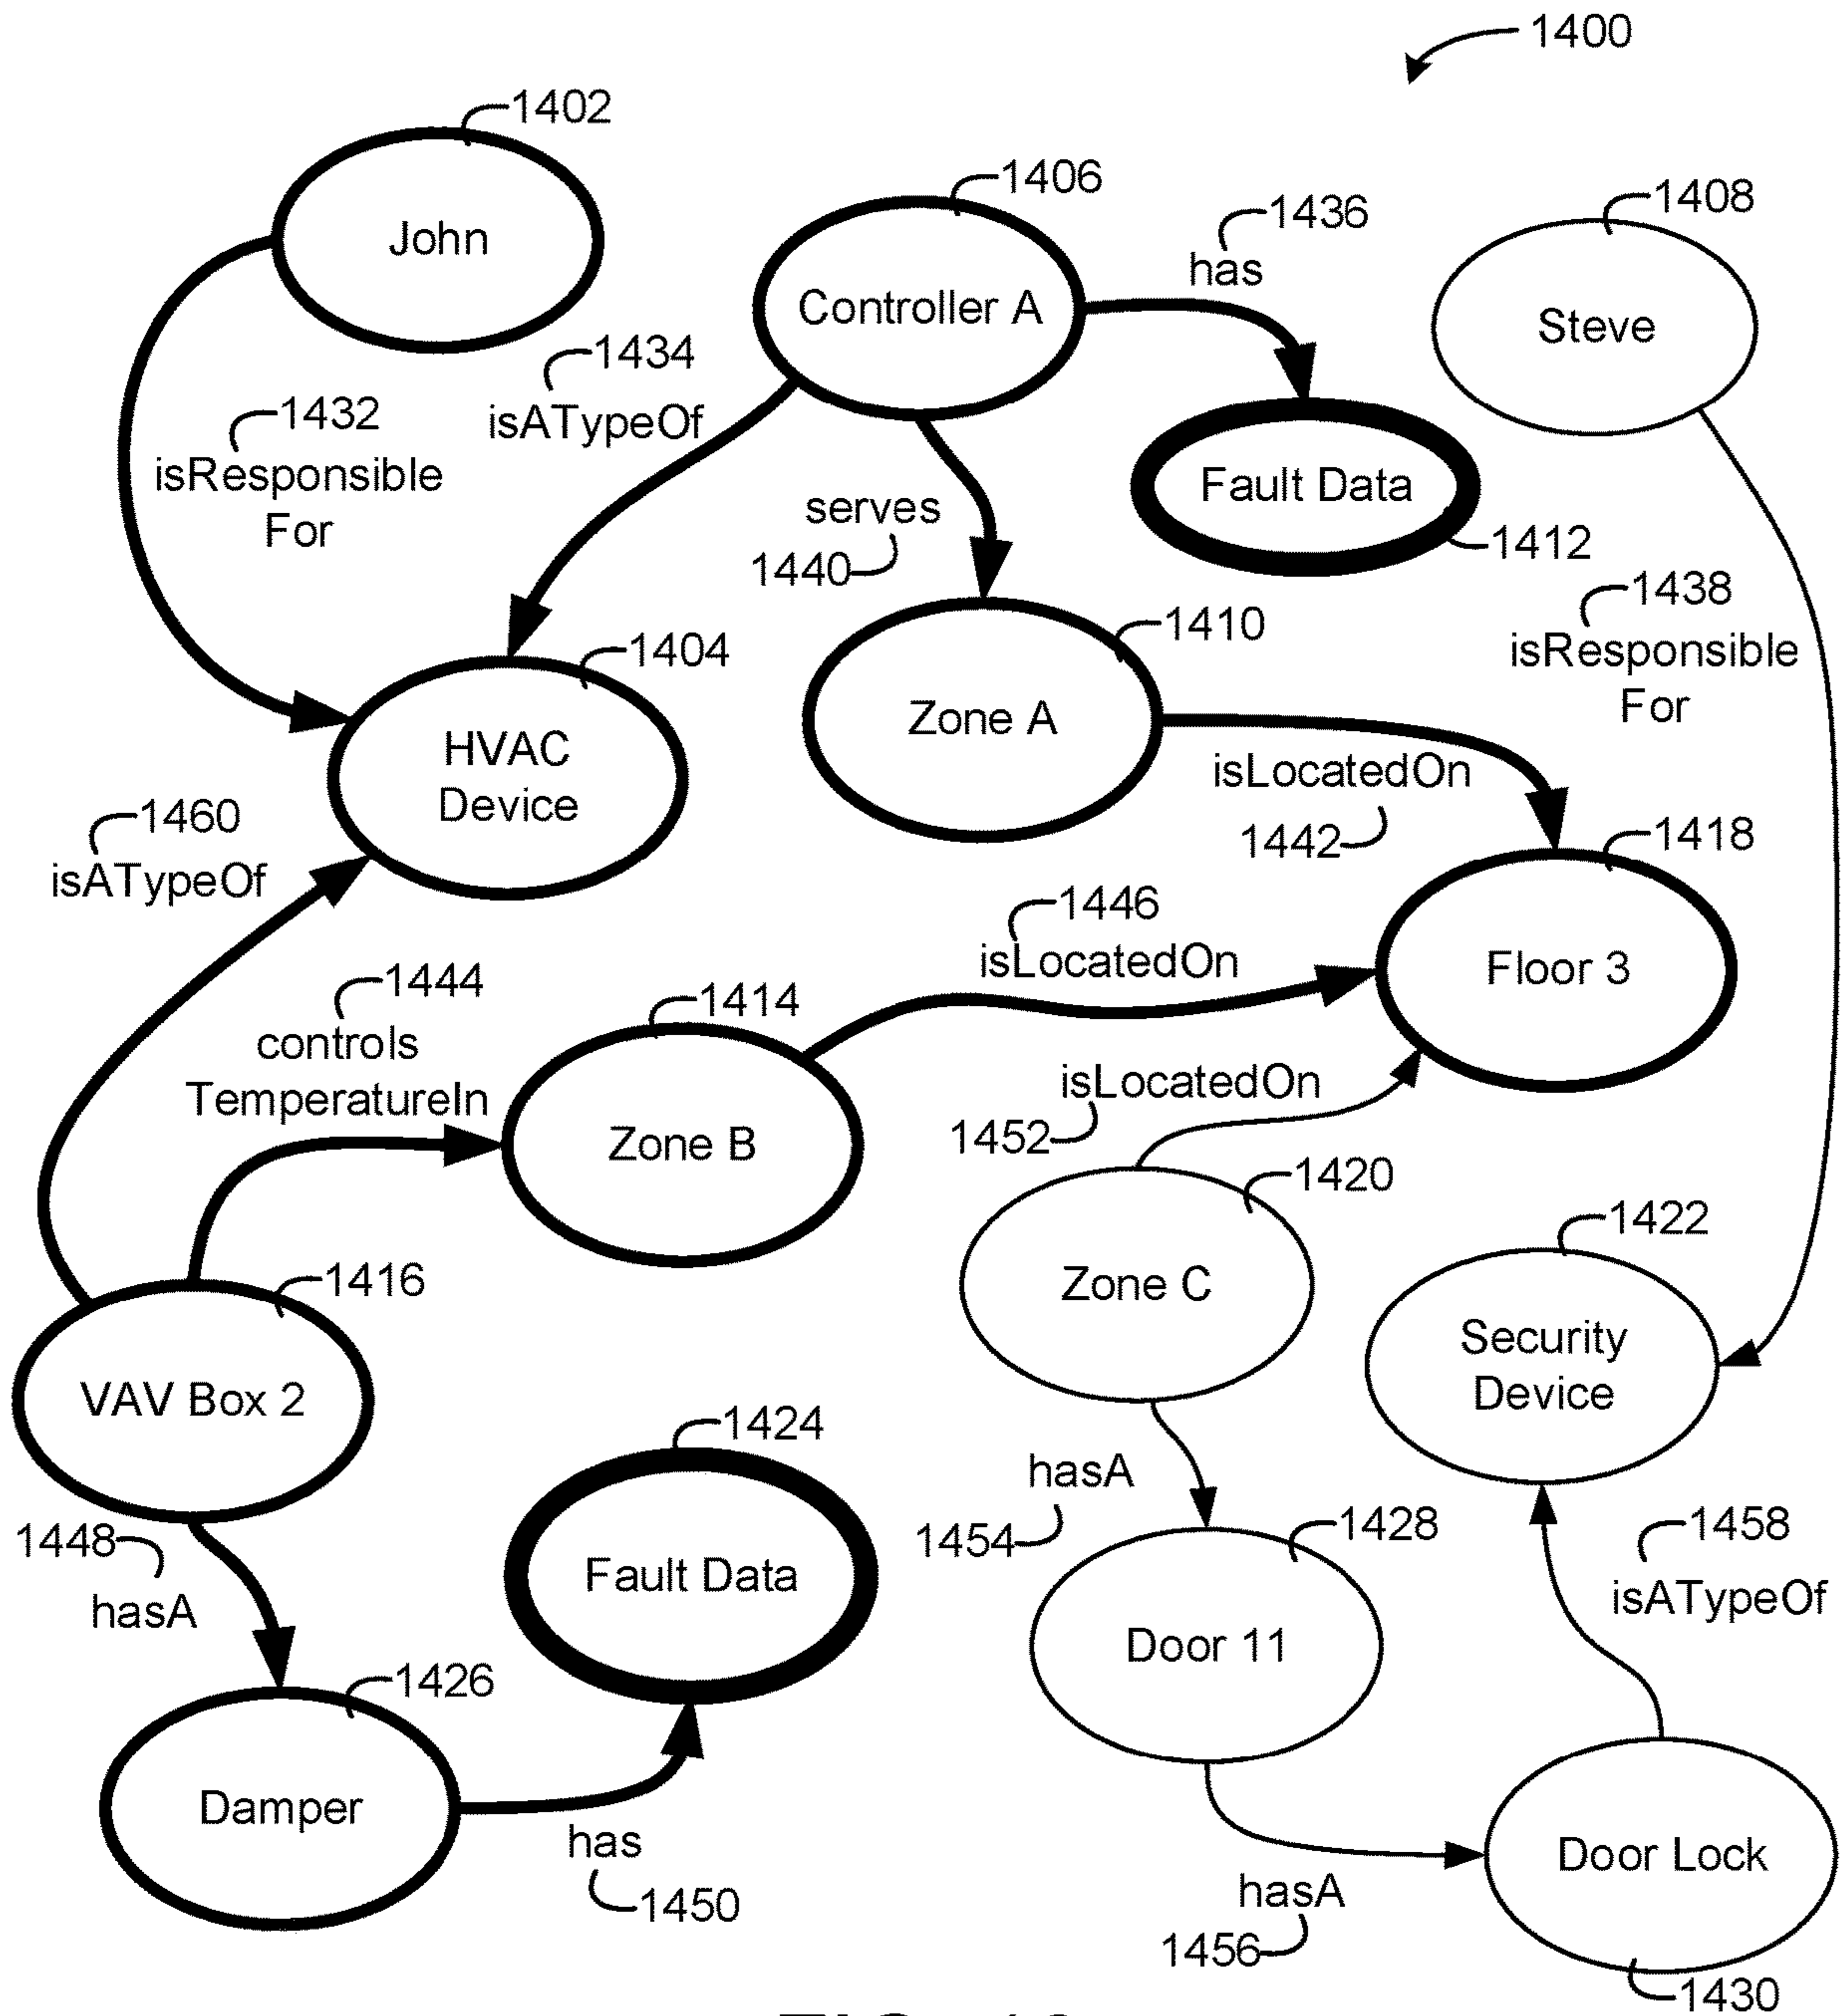 1400
1402
John
1406
Controller A
1436
has
1408
Steve
1434
isATypeOf
1432
isResponsible
For
Fault Data
1412
serves
1440
1438
isResponsible
For
1410
Zone A
1404
HVAC
Device
isLocatedOn
1442
1460
isATypeOf
1418
Floor 3
1446
isLocatedOn
1444
controls
TemperatureIn
1414
Zone B
isLocatedOn
1452
1420
Zone C
1422
Security
Device
1416
VAV Box 2
1424
Fault Data
hasA
1454
1428
Door 11
1458
isATypeOf
1448
hasA
1426
Damper
has
1450
Door Lock
hasA
1456
1430